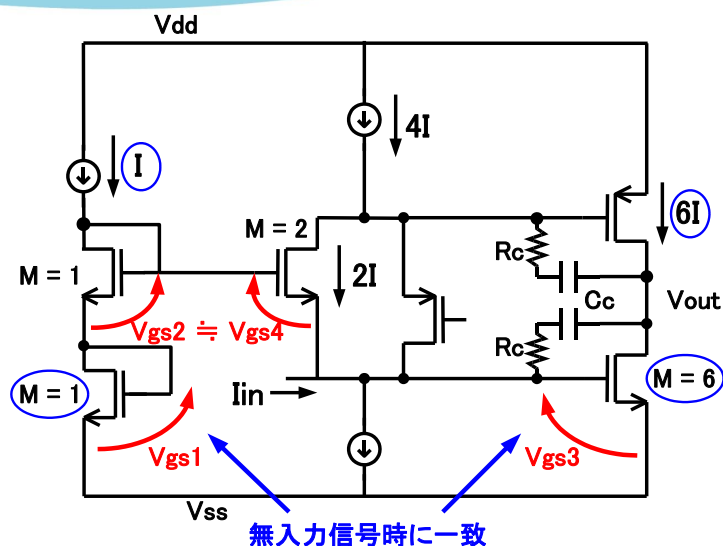 Vdd
I
4I
M = 2
6I
M = 1
2I
Rc
Cc
Vout
Vgs2 ≒ Vgs4
Rc
M = 1
Iin
M = 6
Vgs1
Vgs3
Vss
無入力信号時に一致